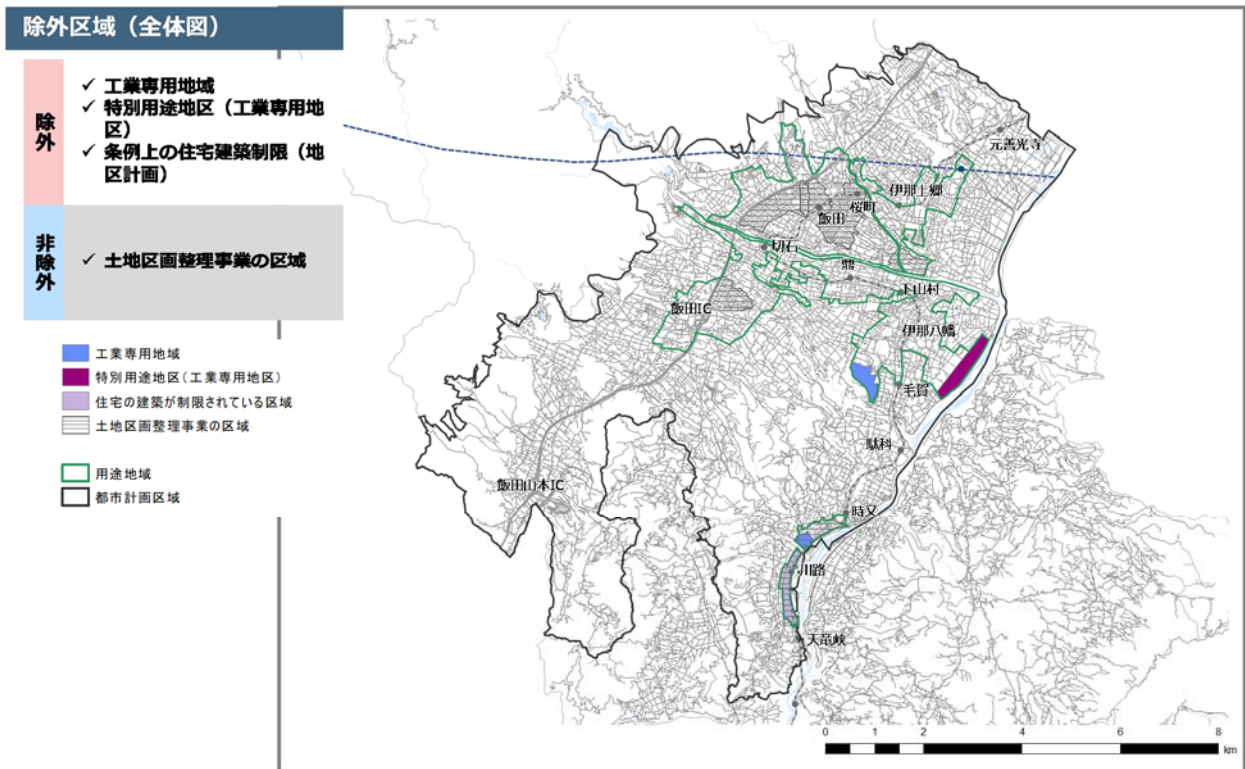 除外区域（全体図）
除外
✓ 工業専用地域
✓ 特別用途地区（工業専用地
区）
✓ 条例上の住宅建築制限（地
区計画）
非除外
✓ 土地区画整理事業の区域
工業専用地域
特別用途地区(工業専用地区)
住宅の建築が制限されている区域
土地区画整理事業の区域
用途地域
都市計画区域
元善光寺
伊那上郷
桜町
飯田
切石
鼎
下山村
飯田IC
伊那八幡
毛賀
駄科
飯田山本IC
時又
川路
天竜峡
0 1 2 4 6 8
km